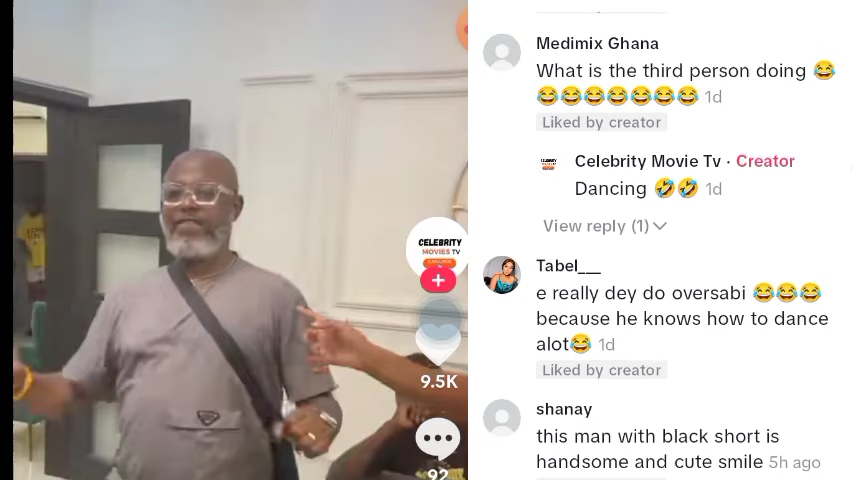 CELEBRITY
MOVIES TV
9.5K
92
Medimix Ghana
What is the third person doing 😂
😂😂😂😂😂😂😂 1d
Liked by creator
Celebrity Movie Tv · Creator
Dancing 🤣🤣 1d
View reply (1)
Tabel___
e really dey do oversabi 😂😂😂
because he knows how to dance
alot😂 1d
Liked by creator
shanay
this man with black short is
handsome and cute smile 5h ago